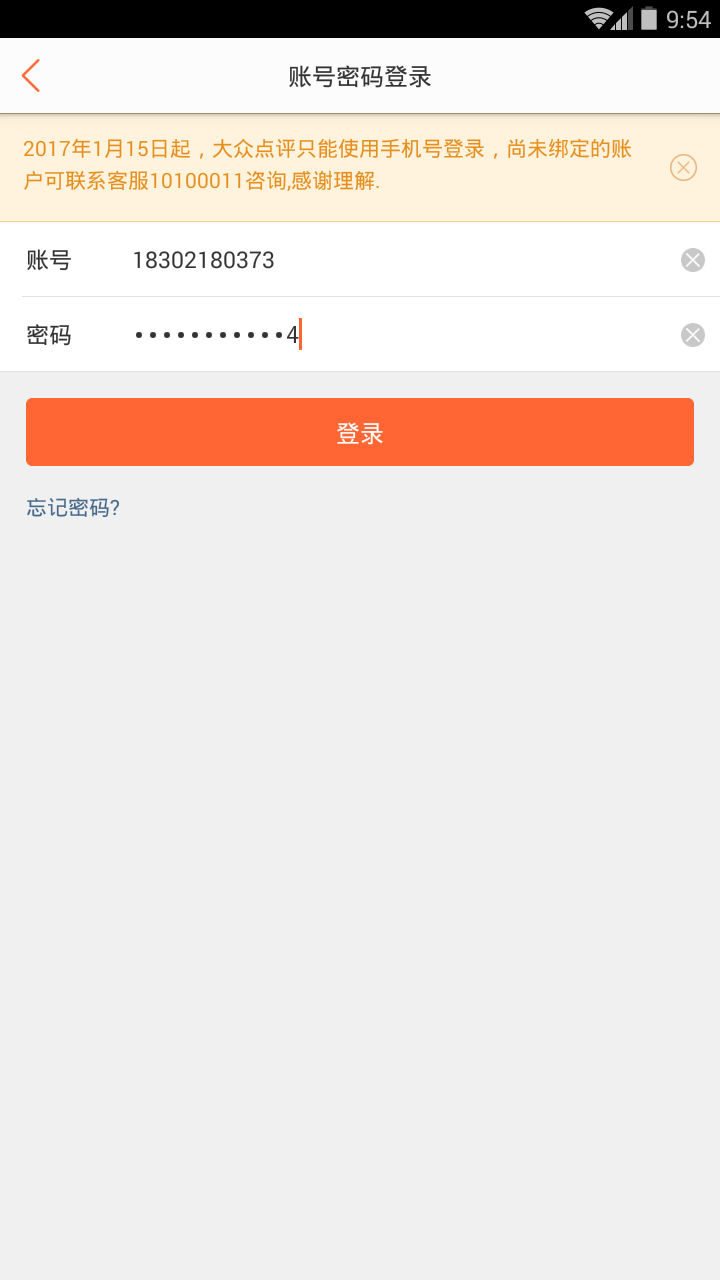 9:54
账号密码登录
2017年1月15日起，大众点评只能使用手机号登录，尚未绑定的账
户可联系客服10100011咨询,感谢理解.
账号 18302180373
密码 •••••••••••4
登录
忘记密码?